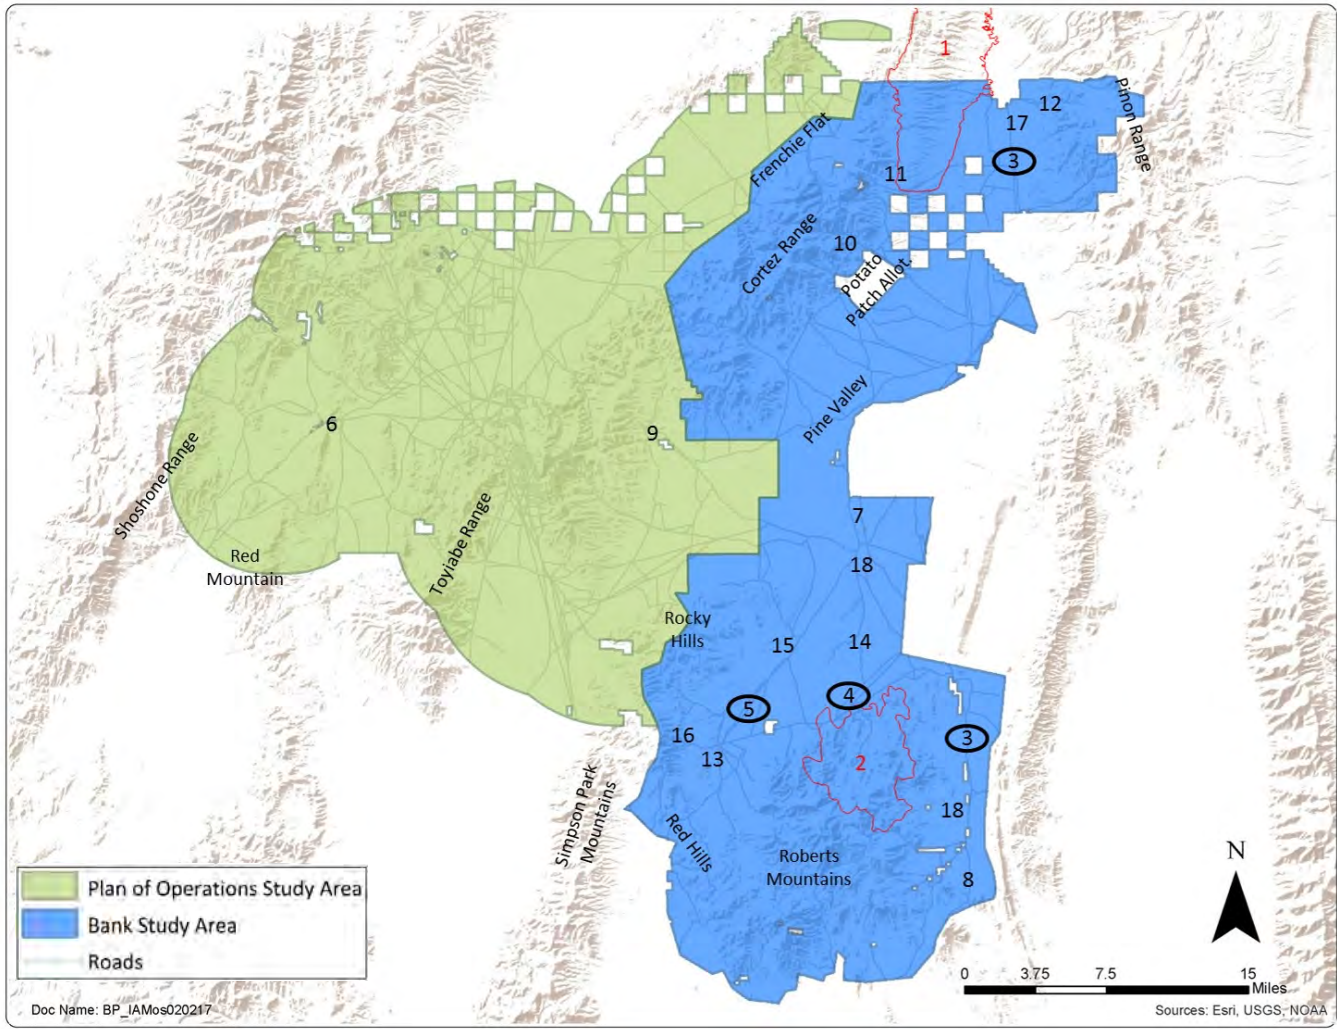 1
12
17
3
Pinon Range
Frenchie Flat
11
Cortez Range
10
Potato
Patch Allot.
Pine Valley
6
9
Shoshone Range
Toyiabe Range
Red
Mountain
7
18
Rocky
Hills
15
14
5
4
3
16
13
2
Simpson Park
Mountains
Red Hills
18
Roberts
Mountains
8
N
Plan of Operations Study Area
Bank Study Area
Roads
0 3.75 7.5 15
Miles
Doc Name: BP_IAMos020217
Sources: Esri, USGS, NOAA